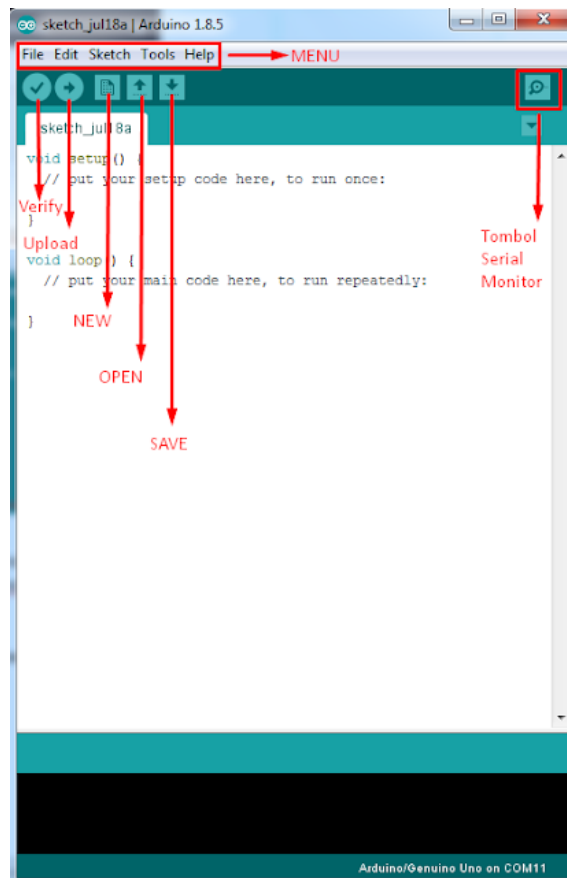 sketch_jul18a | Arduino 1.8.5
File Edit Sketch Tools Help
MENU
sketch_jul18a
void setup() {
// put your setup code here, to run once:
Verify
}
Upload
void loop() {
// put your main code here, to run repeatedly:
}
NEW
OPEN
SAVE
Tombol
Serial
Monitor
Arduino/Genuino Uno on COM11